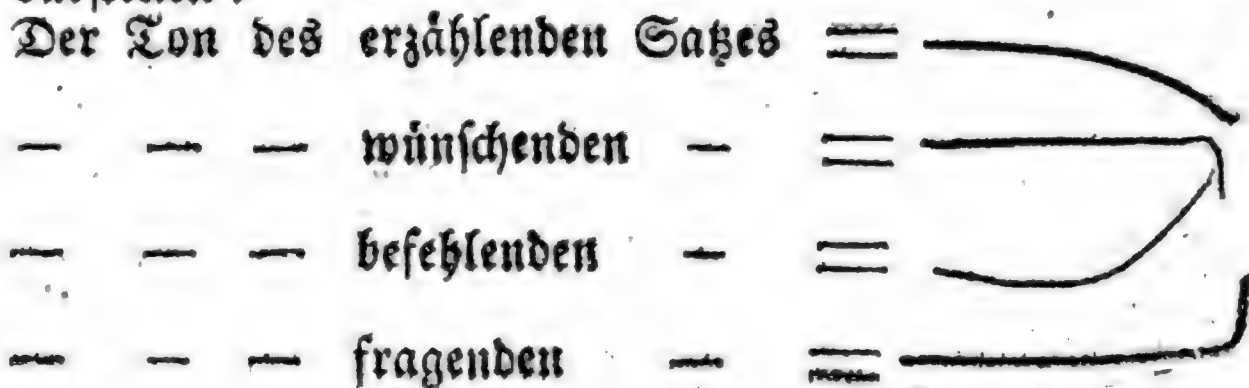 Der Ton des erzählenden Satzes =
— — — wünschenden — =
— — — befehlenden — =
— — — fragenden — =